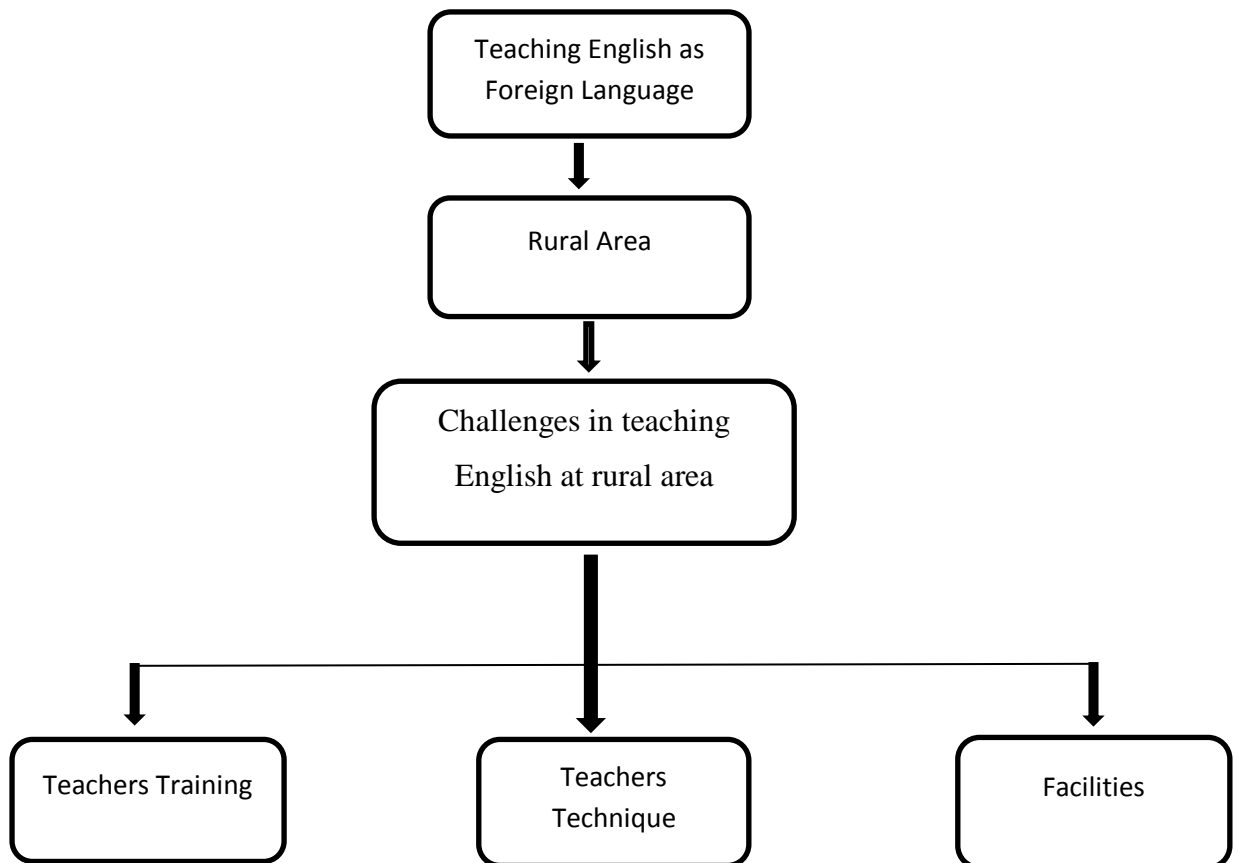 Teaching English as
Foreign Language
Rural Area
Challenges in teaching
English at rural area
Teachers Training
Teachers
Technique
Facilities